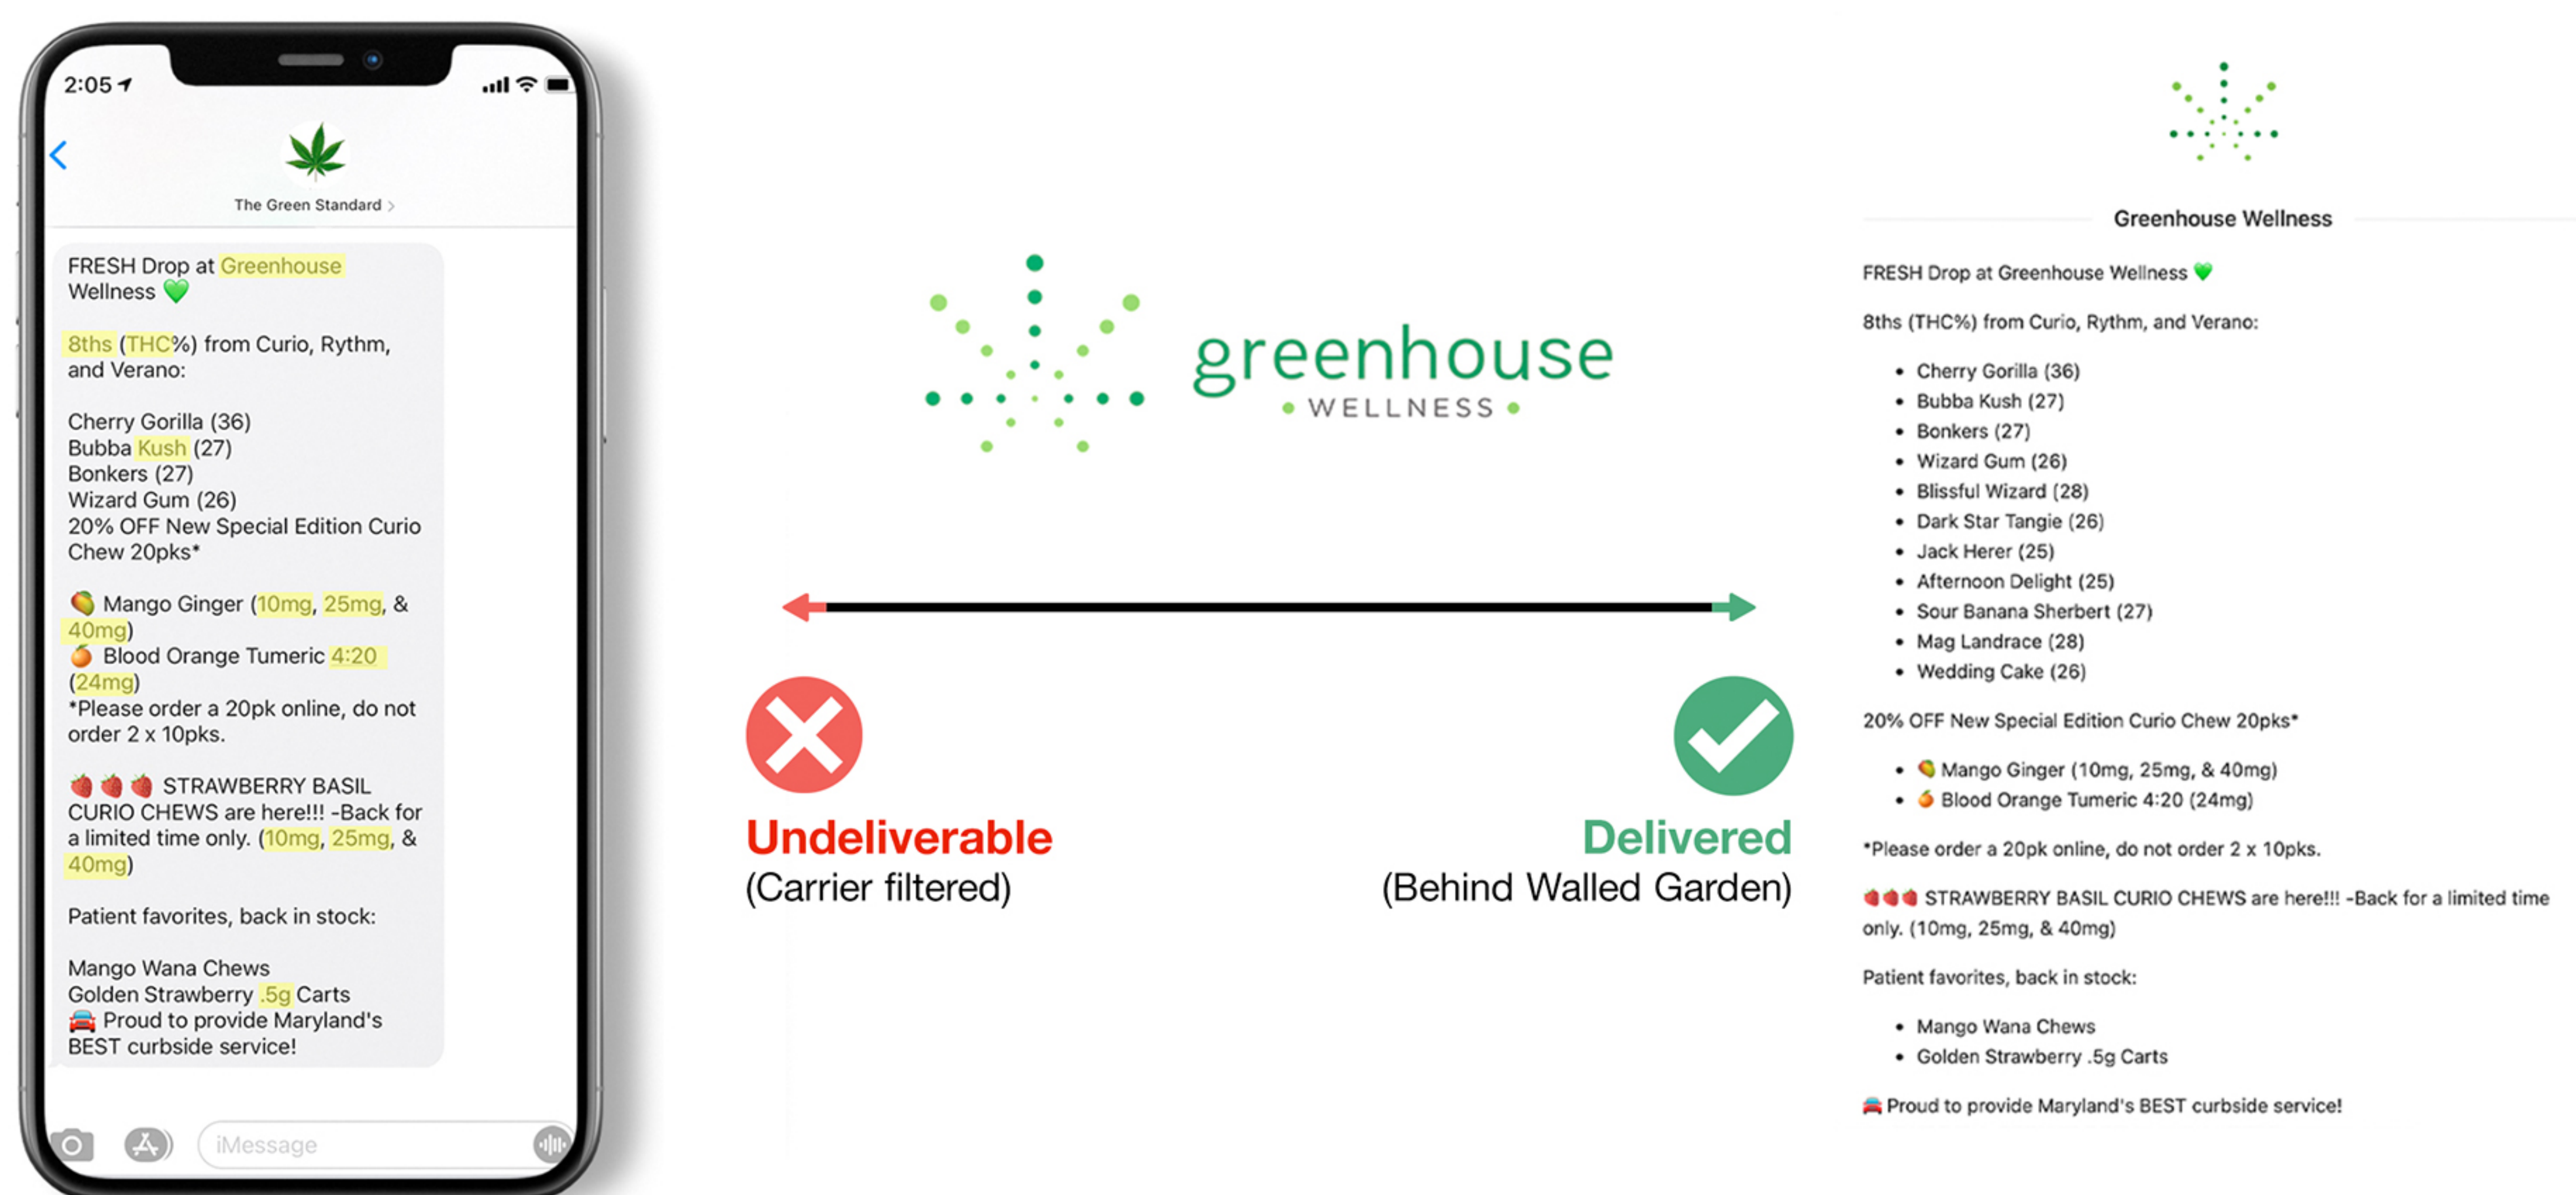 2:05
The Green Standard >
FRESH Drop at Greenhouse
Wellness 💚
8ths (THC%) from Curio, Rythm,
and Verano:
Cherry Gorilla (36)
Bubba Kush (27)
Bonkers (27)
Wizard Gum (26)
20% OFF New Special Edition Curio
Chew 20pks*
🥭 Mango Ginger (10mg, 25mg, &
40mg)
🍊 Blood Orange Tumeric 4:20
(24mg)
*Please order a 20pk online, do not
order 2 x 10pks.
🍓🍓🍓 STRAWBERRY BASIL
CURIO CHEWS are here!!! -Back for
a limited time only. (10mg, 25mg, &
40mg)
Patient favorites, back in stock:
Mango Wana Chews
Golden Strawberry .5g Carts
🚘 Proud to provide Maryland's
BEST curbside service!
iMessage
greenhouse
• WELLNESS •
Undeliverable
(Carrier filtered)
Delivered
(Behind Walled Garden)
Greenhouse Wellness
FRESH Drop at Greenhouse Wellness 💚
8ths (THC%) from Curio, Rythm, and Verano:
• Cherry Gorilla (36)
• Bubba Kush (27)
• Bonkers (27)
• Wizard Gum (26)
• Blissful Wizard (28)
• Dark Star Tangie (26)
• Jack Herer (25)
• Afternoon Delight (25)
• Sour Banana Sherbert (27)
• Mag Landrace (28)
• Wedding Cake (26)
20% OFF New Special Edition Curio Chew 20pks*
• 🥭 Mango Ginger (10mg, 25mg, & 40mg)
• 🍊 Blood Orange Tumeric 4:20 (24mg)
*Please order a 20pk online, do not order 2 x 10pks.
🍓🍓🍓 STRAWBERRY BASIL CURIO CHEWS are here!!! -Back for a limited time
only. (10mg, 25mg, & 40mg)
Patient favorites, back in stock:
• Mango Wana Chews
• Golden Strawberry .5g Carts
🚘 Proud to provide Maryland's BEST curbside service!